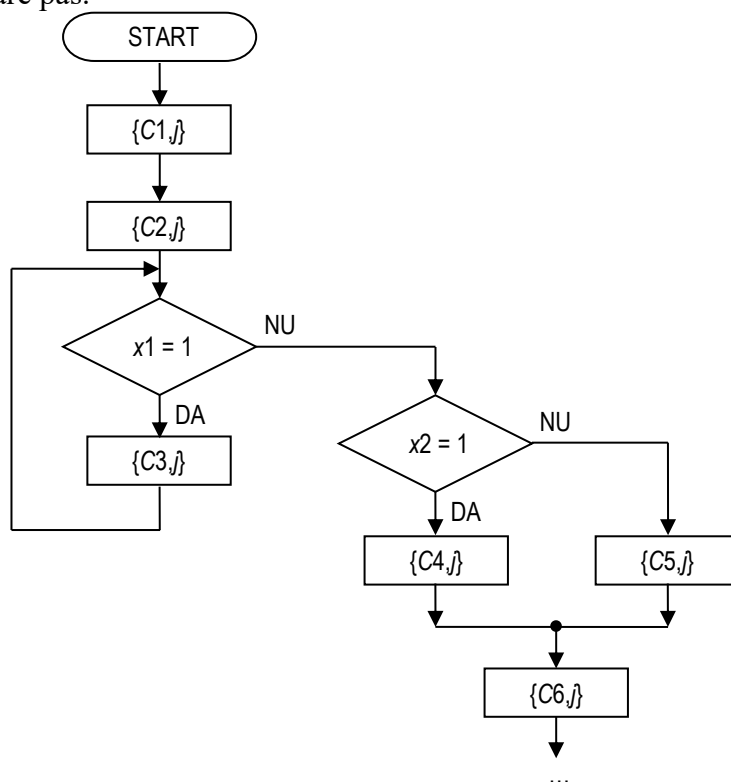 START
{C1,j}
{C2,j}
x1 = 1
NU
DA
{C3,j}
x2 = 1
NU
DA
{C4,j}
{C5,j}
{C6,j}
...